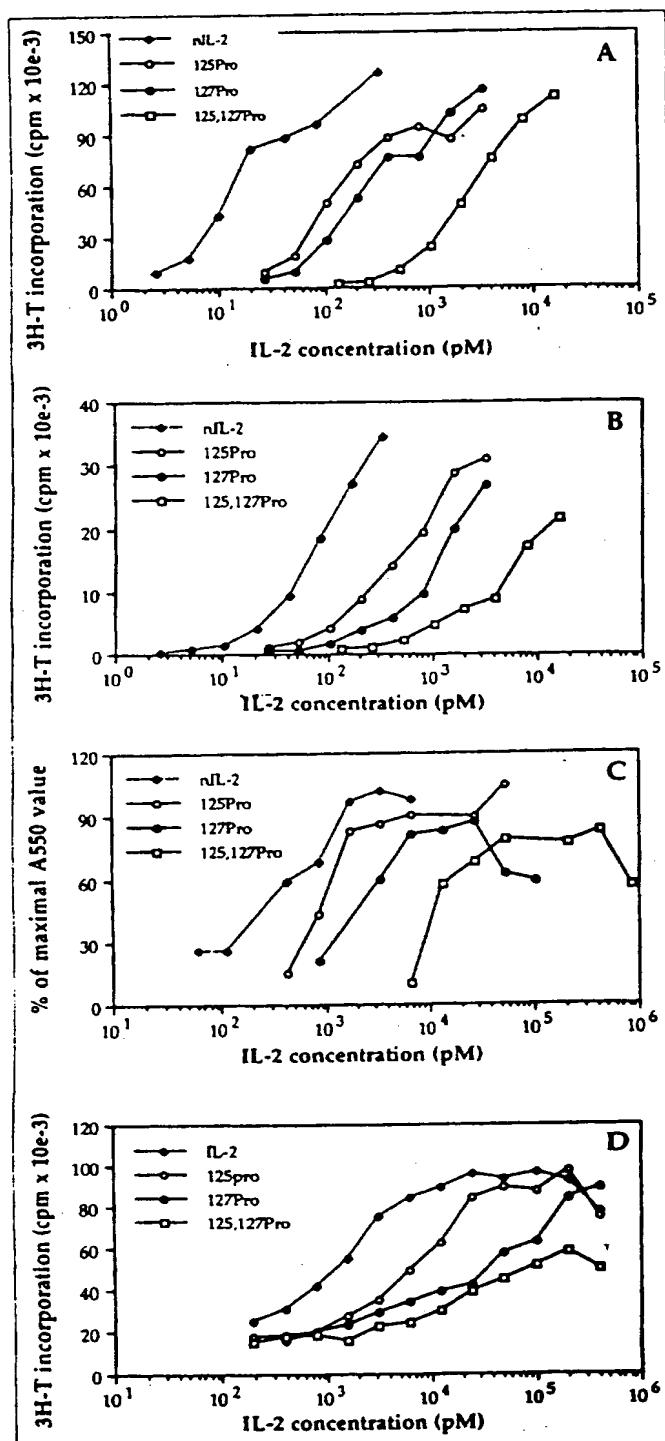 A
3H-T incorporation (cpm x 10e-3)
150
120
90
60
30
0
nIL-2
125Pro
127Pro
125,127Pro
10^0
10^1
10^2
10^3
10^4
10^5
IL-2 concentration (pM)
B
3H-T incorporation (cpm x 10e-3)
40
30
20
10
0
nIL-2
125Pro
127Pro
125,127Pro
10^0
10^1
10^2
10^3
10^4
10^5
IL-2 concentration (pM)
C
% of maximal A550 value
120
90
60
30
0
nIL-2
125Pro
127Pro
125,127Pro
10^1
10^2
10^3
10^4
10^5
10^6
IL-2 concentration (pM)
D
3H-T incorporation (cpm x 10e-3)
120
100
80
60
40
20
0
IL-2
125pro
127Pro
125,127Pro
10^1
10^2
10^3
10^4
10^5
10^6
IL-2 concentration (pM)